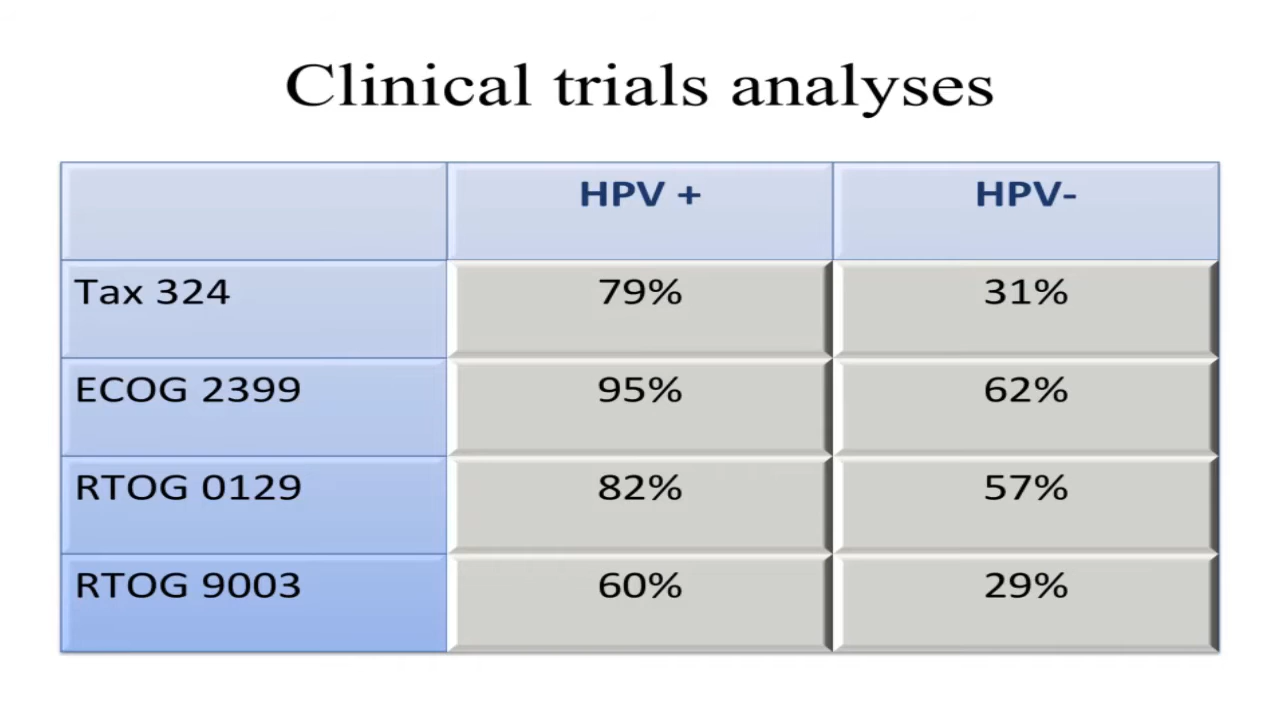 Clinical trials analyses
HPV + HPV-
Tax 324 79% 31%
ECOG 2399 95% 62%
RTOG 0129 82% 57%
RTOG 9003 60% 29%